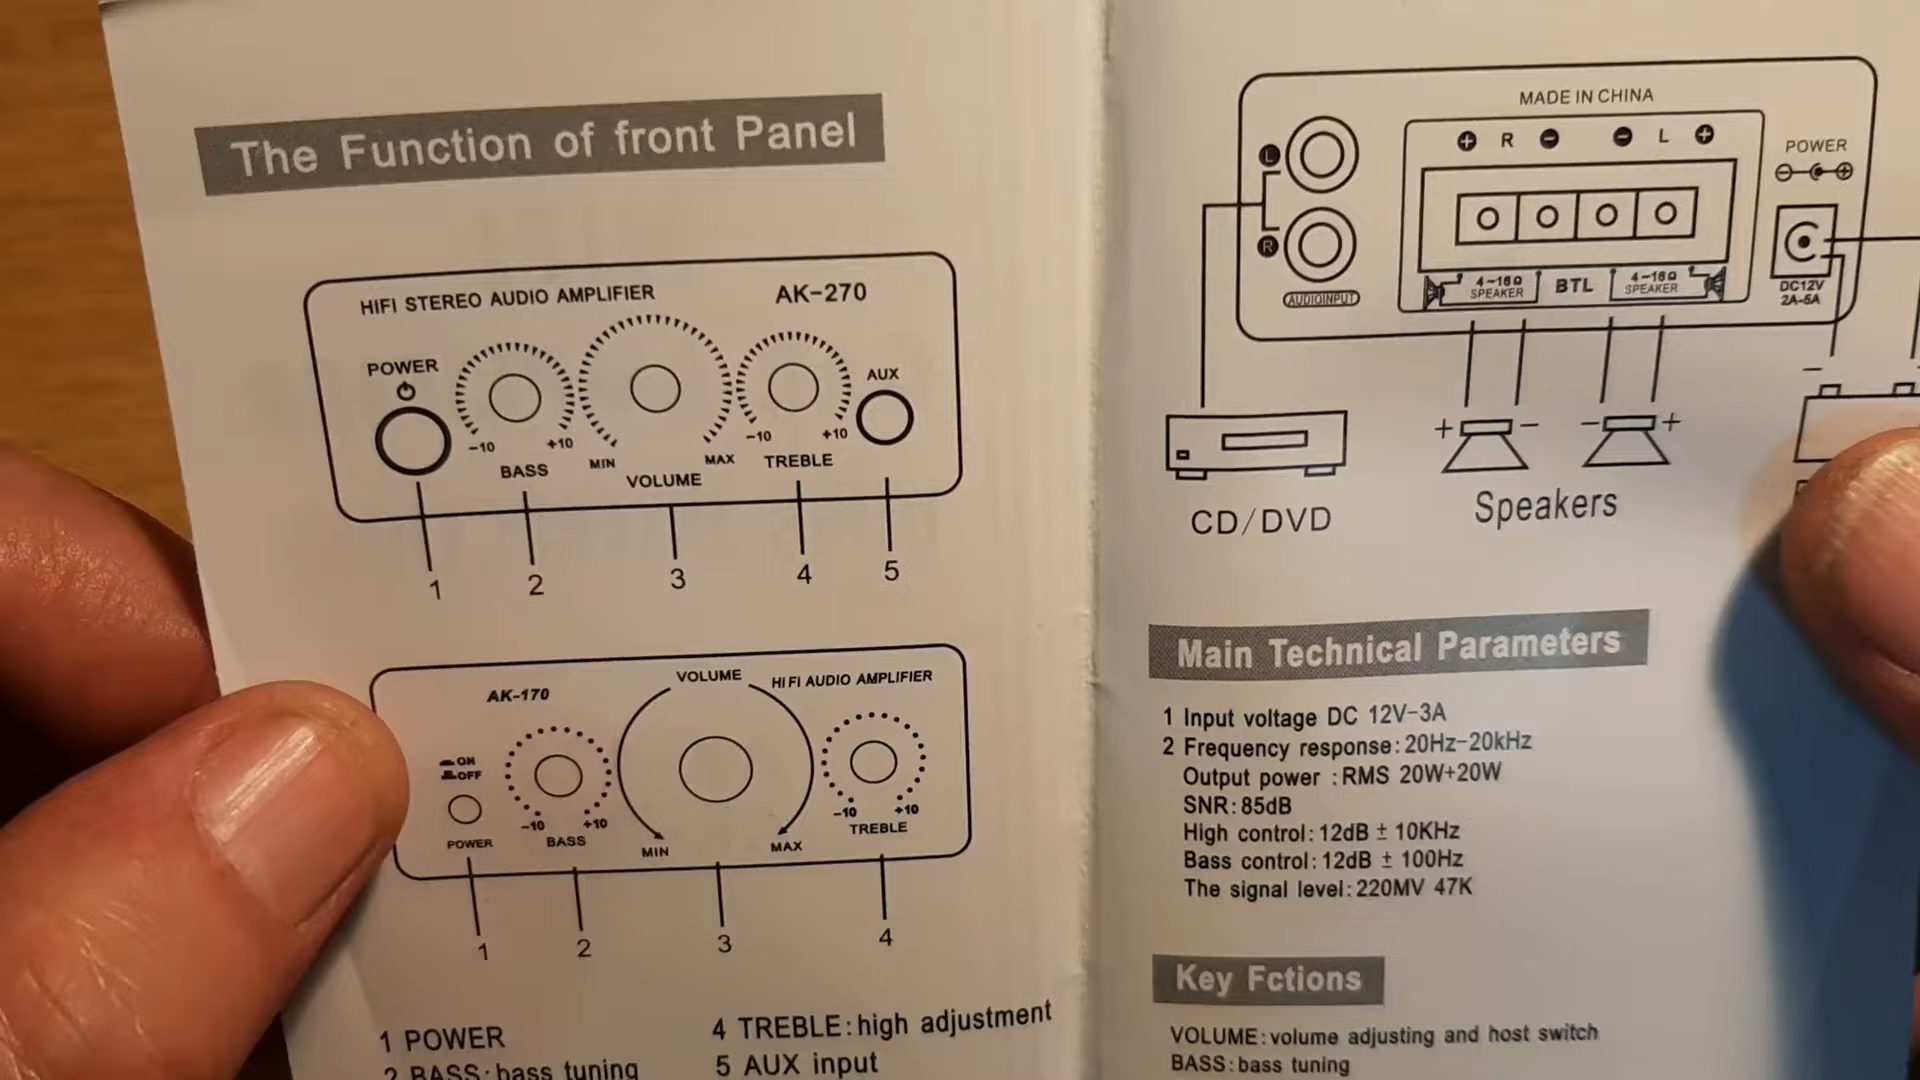 The Function of front Panel
HIFI STEREO AUDIO AMPLIFIER
AK-270
POWER
AUX
-10 +10
BASS
MIN MAX
VOLUME
-10 +10
TREBLE
1 2 3 4 5
AK-170
VOLUME
HI FI AUDIO AMPLIFIER
ON
OFF
POWER
-10 +10
BASS
MIN MAX
-10 +10
TREBLE
1 2 3 4
1 POWER
2 BASS: bass tuning
4 TREBLE: high adjustment
5 AUX input
MADE IN CHINA
+ R - - L +
POWER
L
R
AUDIO INPUT
4-16Ω
SPEAKER
BTL
4-16Ω
SPEAKER
DC12V
2A-5A
+ - - +
CD/DVD
Speakers
Main Technical Parameters
1 Input voltage DC 12V-3A
2 Frequency response: 20Hz-20kHz
Output power : RMS 20W+20W
SNR: 85dB
High control: 12dB ± 10KHz
Bass control: 12dB ± 100Hz
The signal level: 220MV 47K
Key Fctions
VOLUME: volume adjusting and host switch
BASS: bass tuning